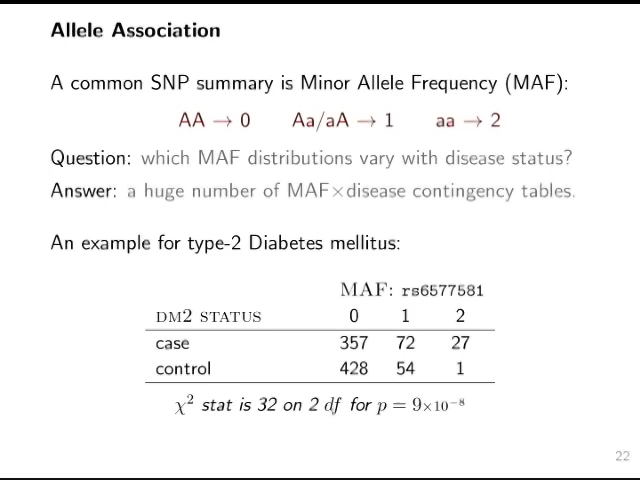 Allele Association
A common SNP summary is Minor Allele Frequency (MAF):
AA → 0 Aa/aA → 1 aa → 2
Question: which MAF distributions vary with disease status?
Answer: a huge number of MAF×disease contingency tables.
An example for type-2 Diabetes mellitus:
MAF: rs6577581
DM2 STATUS 0 1 2
case 357 72 27
control 428 54 1
χ² stat is 32 on 2 df for p = 9×10⁻⁸
22